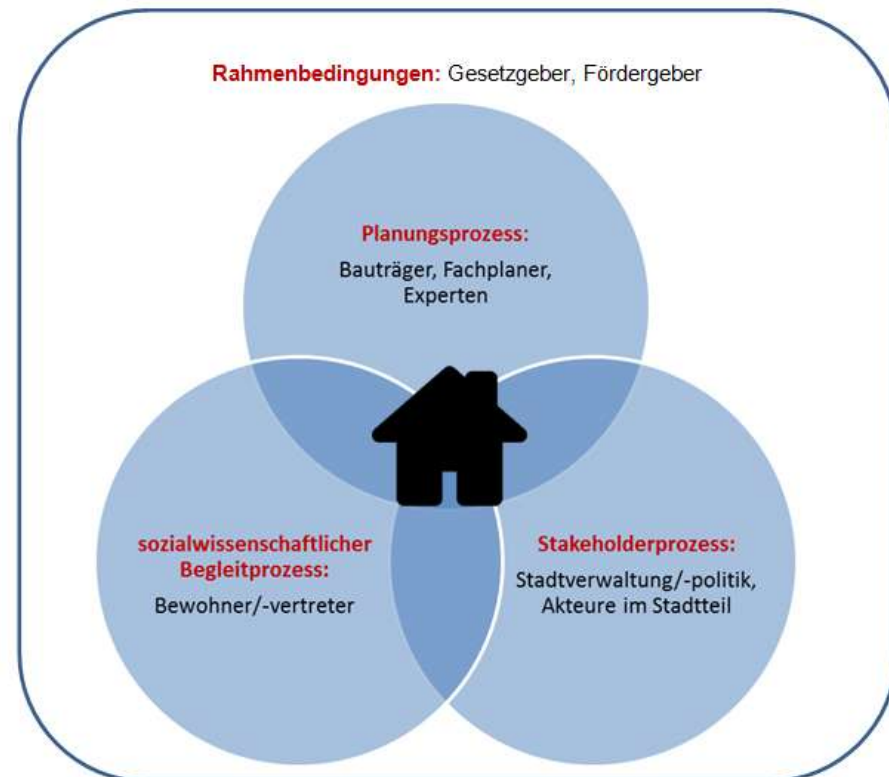 Rahmenbedingungen: Gesetzgeber, Fördergeber
Planungsprozess:
Bauträger, Fachplaner,
Experten
sozialwissenschaftlicher
Begleitprozess:
Bewohner/-vertreter
Stakeholderprozess:
Stadtverwaltung/-politik,
Akteure im Stadtteil